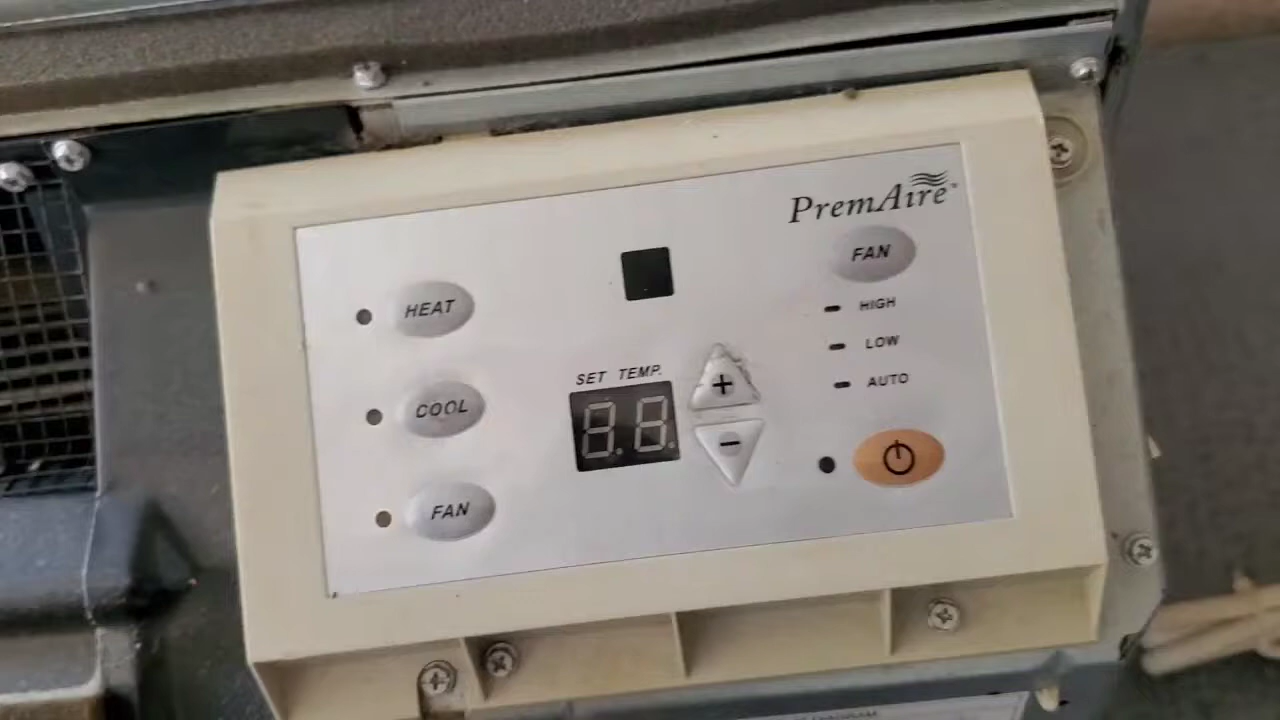 PremAire
FAN
HEAT
HIGH
LOW
SET TEMP.
AUTO
COOL
+
-
FAN